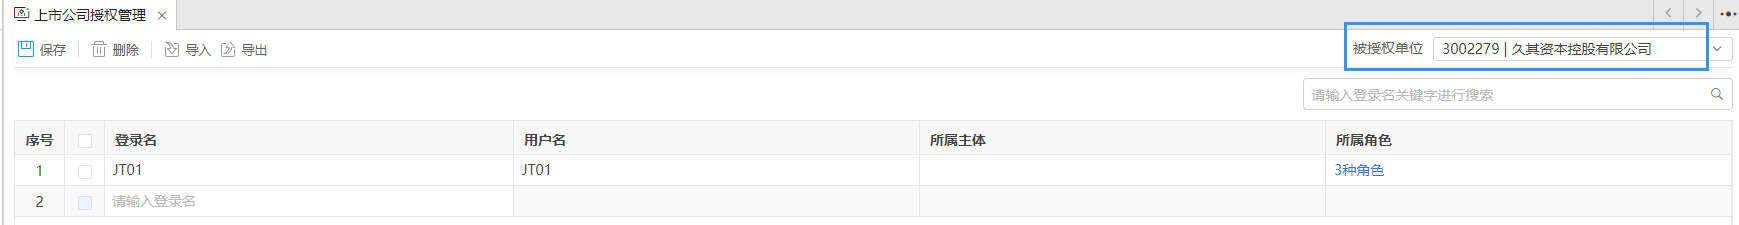 上市公司授权管理
保存 删除 导入 导出 被授权单位 3002279 | 久其资本控股有限公司
请输入登录名关键字进行搜索
序号 登录名 用户名 所属主体 所属角色
1 JT01 JT01 3种角色
2 请输入登录名